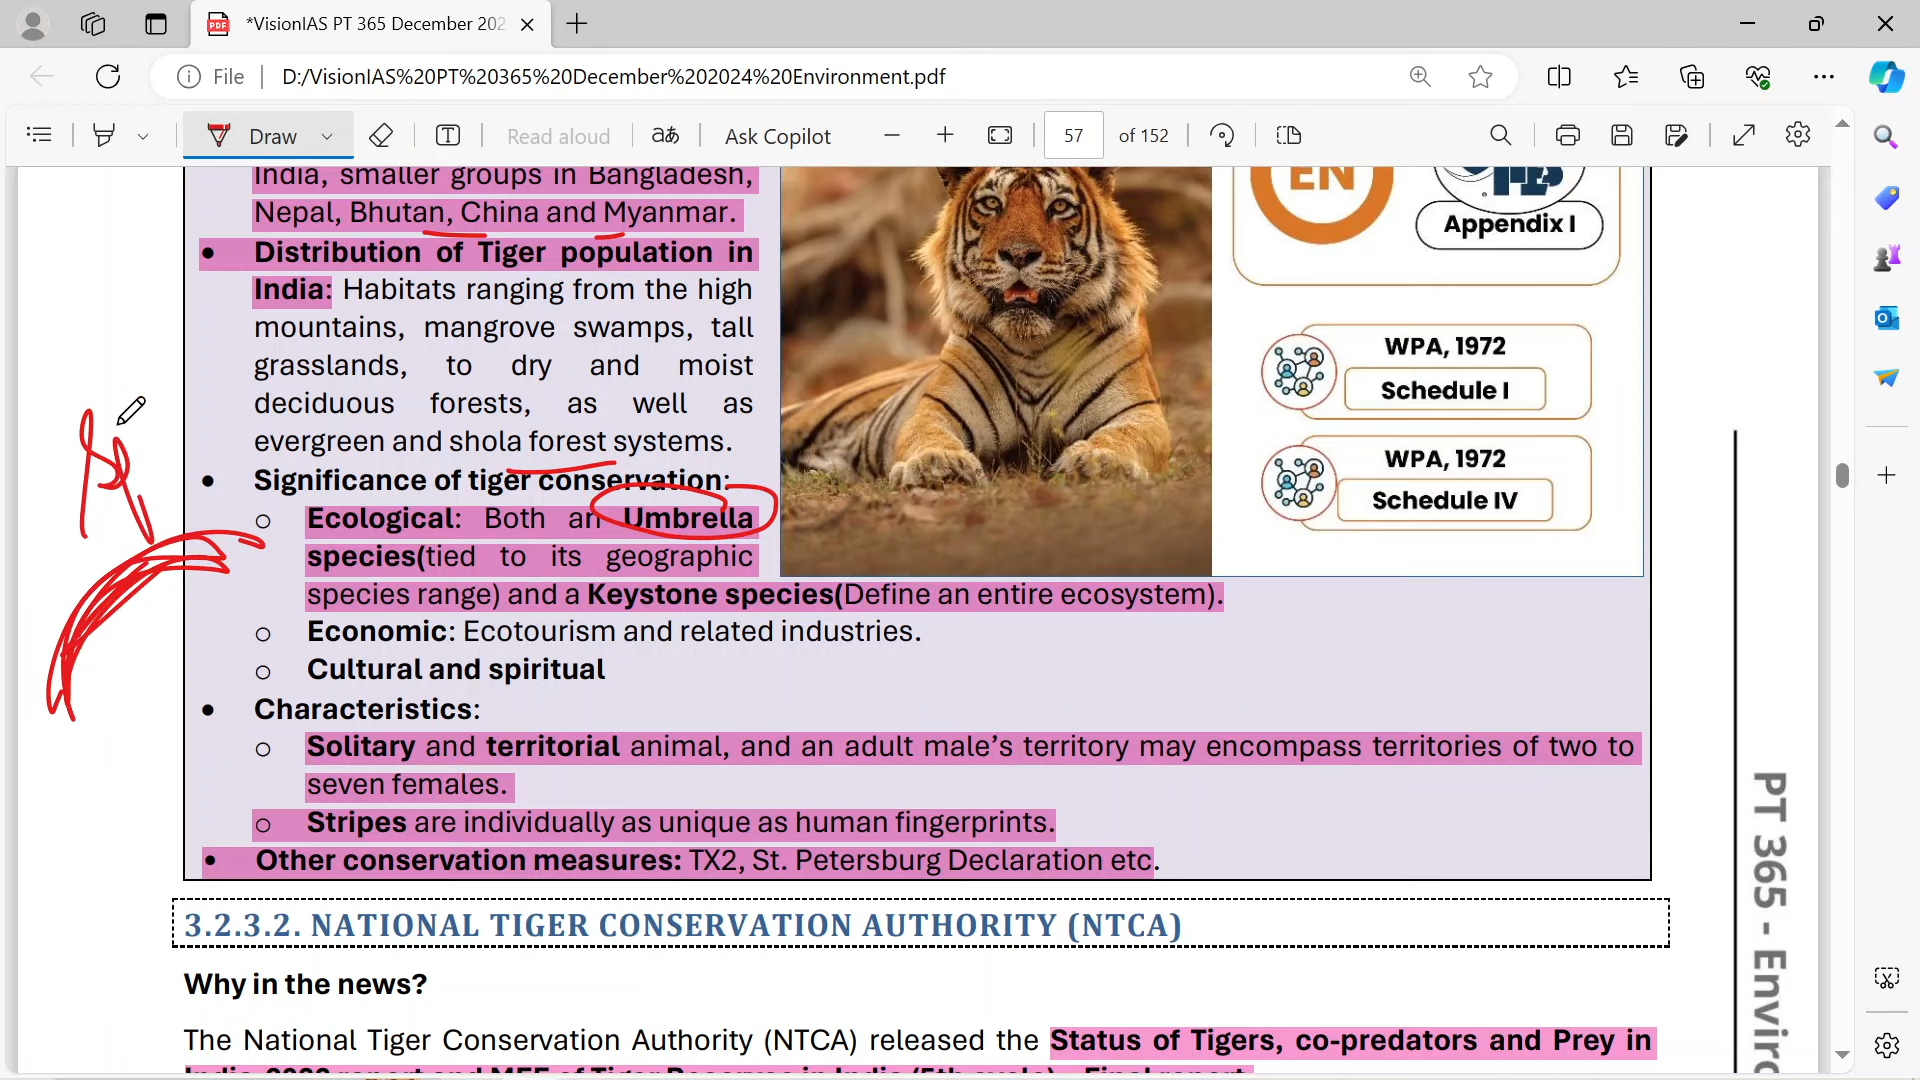 *VisionIAS PT 365 December 202
File
D:/VisionIAS%20PT%20365%20December%202024%20Environment.pdf
Draw
Read aloud
aあ
Ask Copilot
57
of 152
India, smaller groups in Bangladesh,
Nepal, Bhutan, China and Myanmar.
• Distribution of Tiger population in
India: Habitats ranging from the high
mountains, mangrove swamps, tall
grasslands, to dry and moist
deciduous forests, as well as
evergreen and shola forest systems.
• Significance of tiger conservation:
o Ecological: Both an Umbrella
species(tied to its geographic
species range) and a Keystone species(Define an entire ecosystem).
o Economic: Ecotourism and related industries.
o Cultural and spiritual
• Characteristics:
o Solitary and territorial animal, and an adult male's territory may encompass territories of two to
seven females.
o Stripes are individually as unique as human fingerprints.
• Other conservation measures: TX2, St. Petersburg Declaration etc.
EN
Appendix I
WPA, 1972
Schedule I
WPA, 1972
Schedule IV
3.2.3.2. NATIONAL TIGER CONSERVATION AUTHORITY (NTCA)
Why in the news?
The National Tiger Conservation Authority (NTCA) released the Status of Tigers, co-predators and Prey in
PT 365 - Enviro